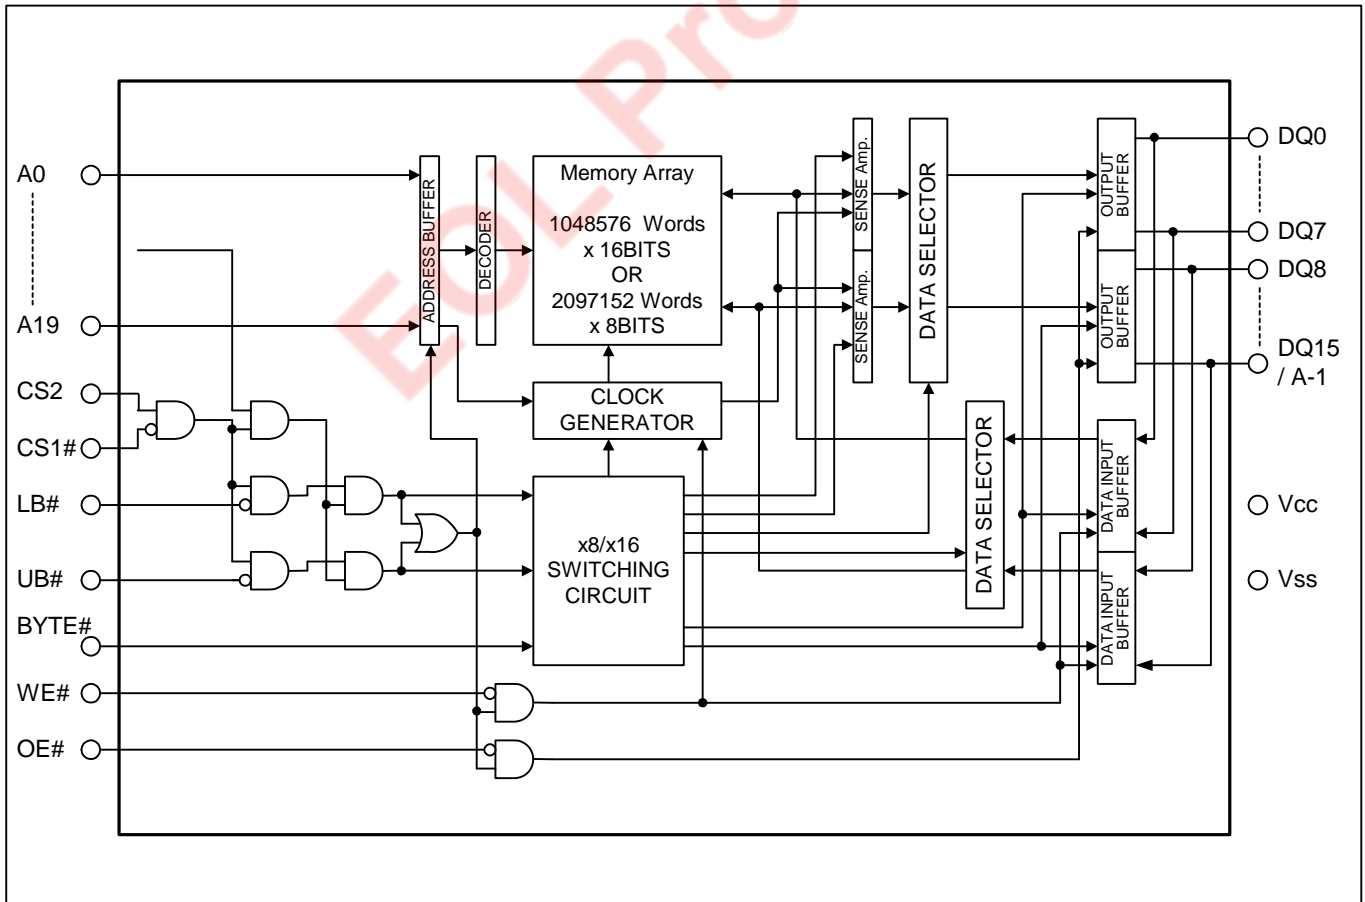 EOL Pro
A0
A19
CS2
CS1#
LB#
UB#
BYTE#
WE#
OE#
ADDRESS BUFFER
DECODER
Memory Array
1048576 Words
x 16BITS
OR
2097152 Words
x 8BITS
CLOCK
GENERATOR
x8/x16
SWITCHING
CIRCUIT
SENSE Amp.
SENSE Amp.
DATA SELECTOR
DATA SELECTOR
OUTPUT
BUFFER
OUTPUT
BUFFER
DATA INPUT
BUFFER
DATA INPUT
BUFFER
DQ0
DQ7
DQ8
DQ15
/ A-1
Vcc
Vss